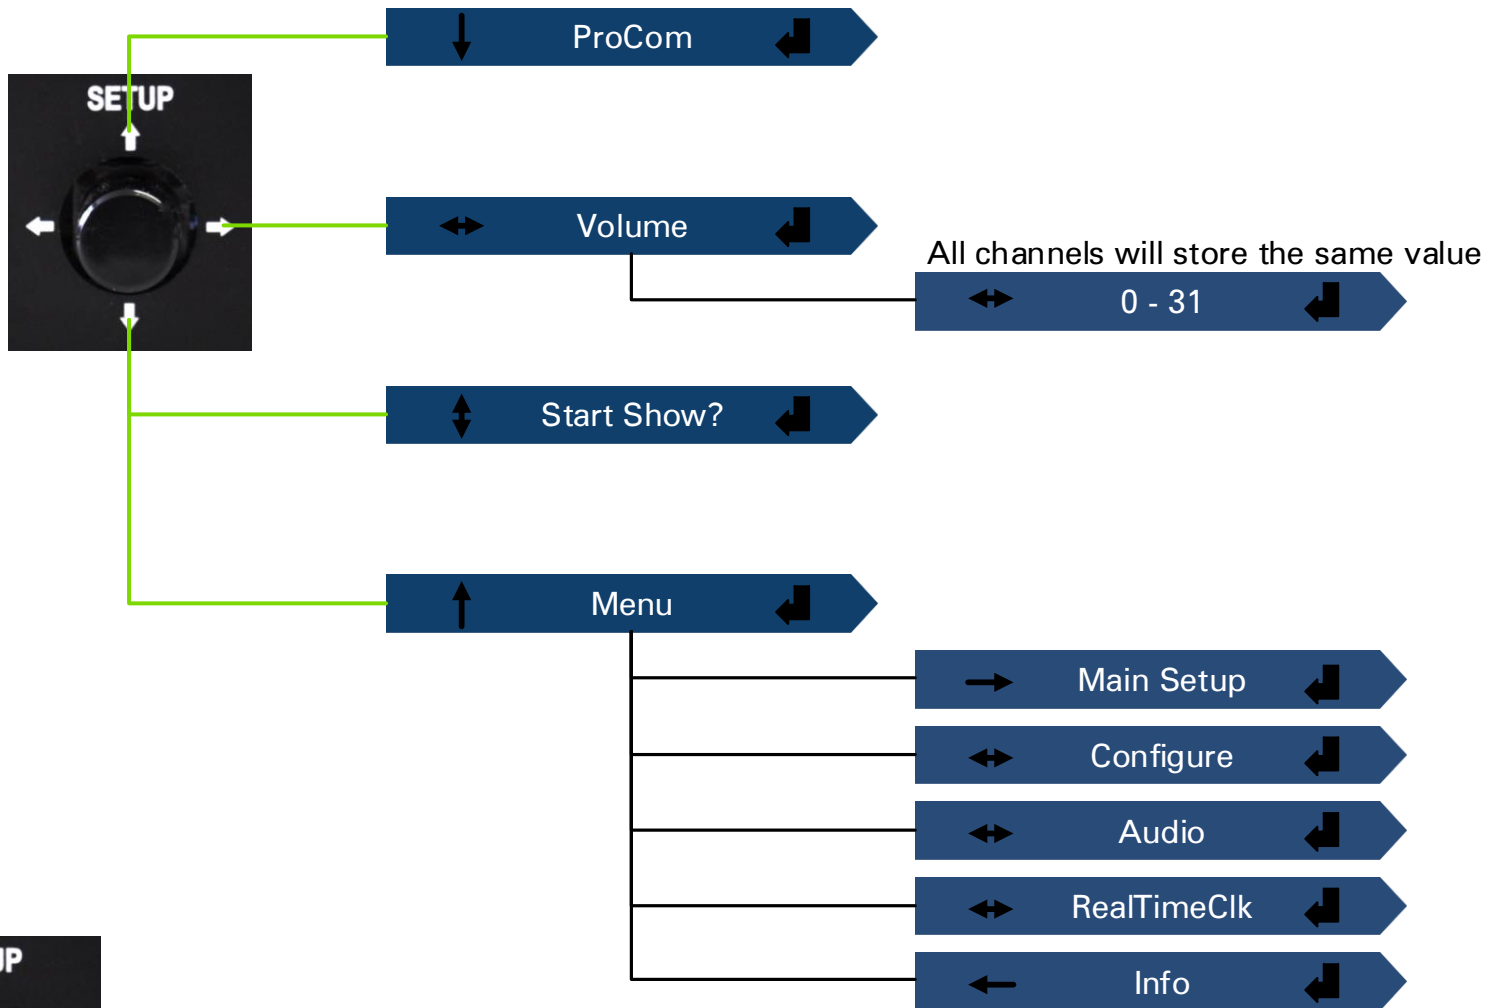 ProCom
SETUP
Volume
All channels will store the same value
0 - 31
Start Show?
Menu
Main Setup
Configure
Audio
RealTimeClk
UP
Info